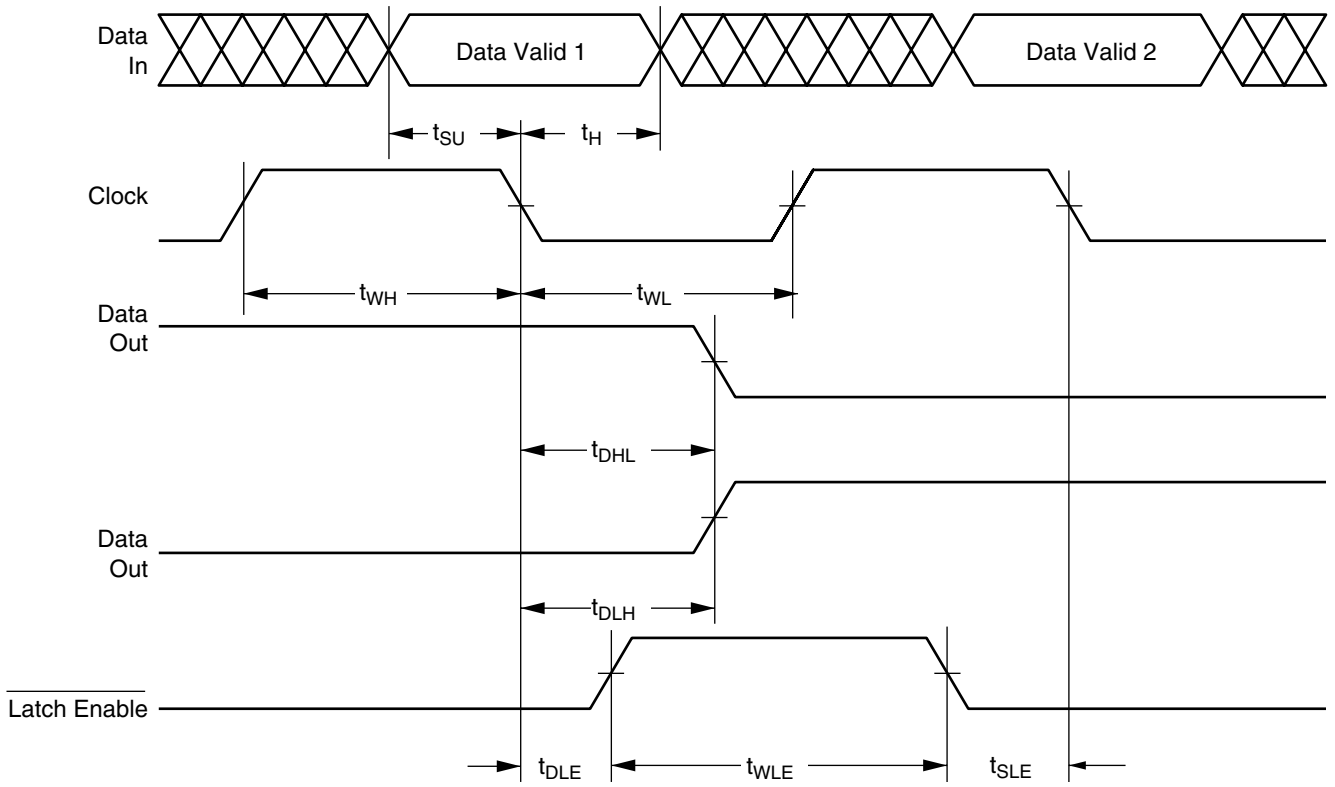 Data
In
Data Valid 1
Data Valid 2
tSU
tH
Clock
tWH
tWL
Data
Out
tDHL
Data
Out
tDLH
Latch Enable
tDLE
tWLE
tSLE